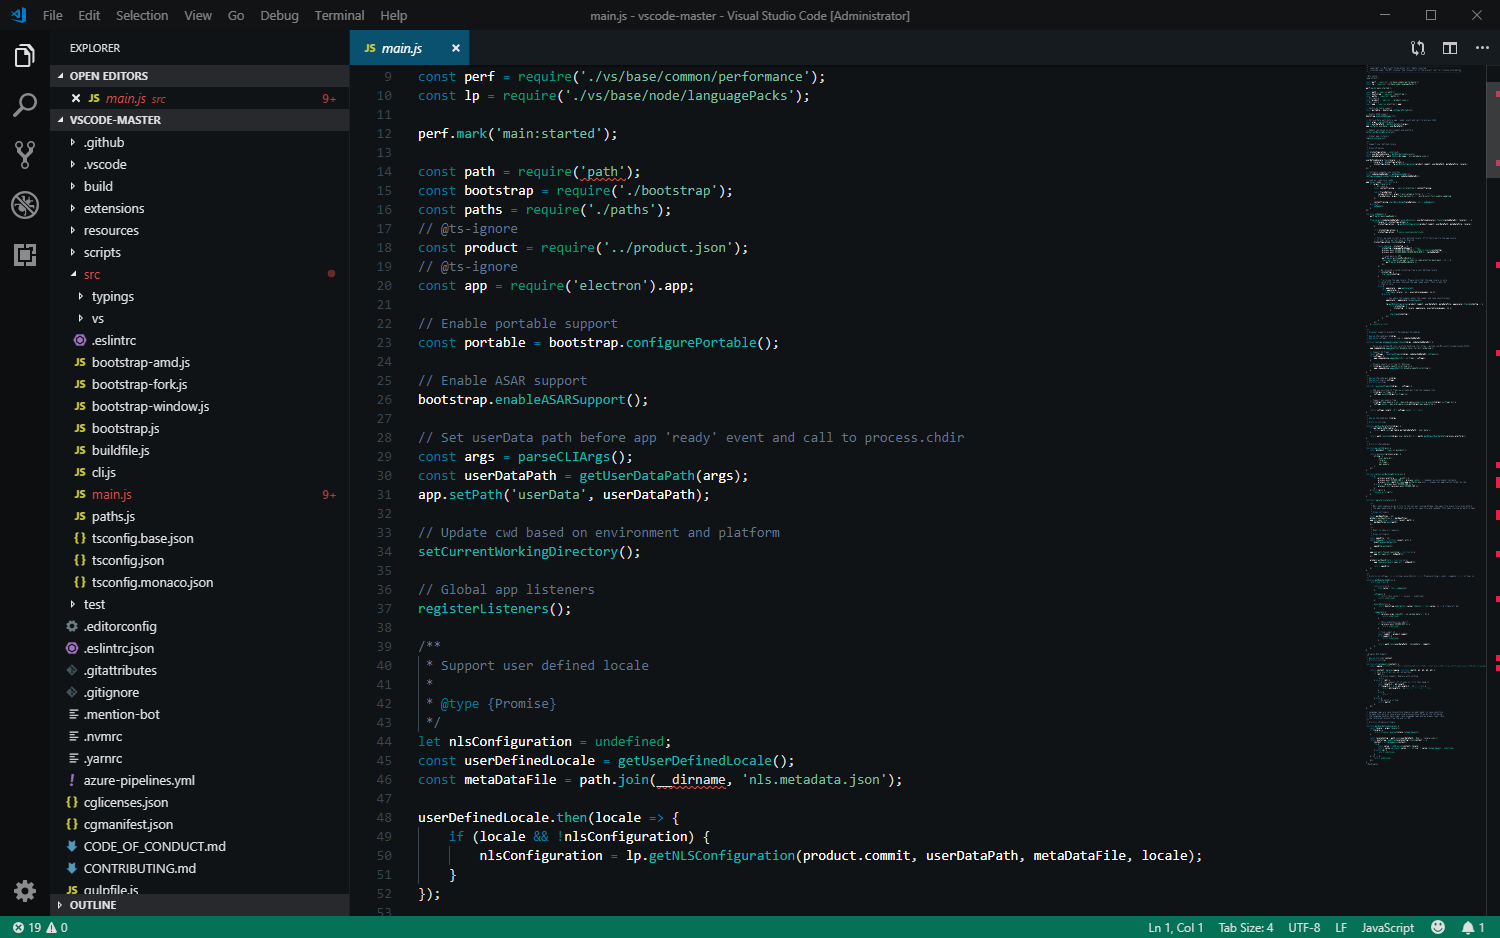 File Edit Selection View Go Debug Terminal Help
main.js - vscode-master - Visual Studio Code [Administrator]
EXPLORER
OPEN EDITORS
JS main.js src 9+
VSCODE-MASTER
.github
.vscode
build
extensions
resources
scripts
src
typings
vs
.eslintrc
JS bootstrap-amd.js
JS bootstrap-fork.js
JS bootstrap-window.js
JS bootstrap.js
JS buildfile.js
JS cli.js
JS main.js 9+
JS paths.js
{} tsconfig.base.json
{} tsconfig.json
{} tsconfig.monaco.json
test
.editorconfig
.eslintrc.json
.gitattributes
.gitignore
.mention-bot
.nvmrc
.yarnrc
! azure-pipelines.yml
{} cglicenses.json
{} cgmanifest.json
CODE_OF_CONDUCT.md
CONTRIBUTING.md
JS gulpfile.js
OUTLINE
JS main.js
9 const perf = require('./vs/base/common/performance');
10 const lp = require('./vs/base/node/languagePacks');
11
12 perf.mark('main:started');
13
14 const path = require('path');
15 const bootstrap = require('./bootstrap');
16 const paths = require('./paths');
17 // @ts-ignore
18 const product = require('../product.json');
19 // @ts-ignore
20 const app = require('electron').app;
21
22 // Enable portable support
23 const portable = bootstrap.configurePortable();
24
25 // Enable ASAR support
26 bootstrap.enableASARSupport();
27
28 // Set userData path before app 'ready' event and call to process.chdir
29 const args = parseCLIArgs();
30 const userDataPath = getUserDataPath(args);
31 app.setPath('userData', userDataPath);
32
33 // Update cwd based on environment and platform
34 setCurrentWorkingDirectory();
35
36 // Global app listeners
37 registerListeners();
38
39 /**
40 * Support user defined locale
41 *
42 * @type {Promise}
43 */
44 let nlsConfiguration = undefined;
45 const userDefinedLocale = getUserDefinedLocale();
46 const metaDataFile = path.join(__dirname, 'nls.metadata.json');
47
48 userDefinedLocale.then(locale => {
49 if (locale && !nlsConfiguration) {
50 nlsConfiguration = lp.getNLSConfiguration(product.commit, userDataPath, metaDataFile, locale);
51 }
52 });
53
19 0
Ln 1, Col 1 Tab Size: 4 UTF-8 LF JavaScript 1